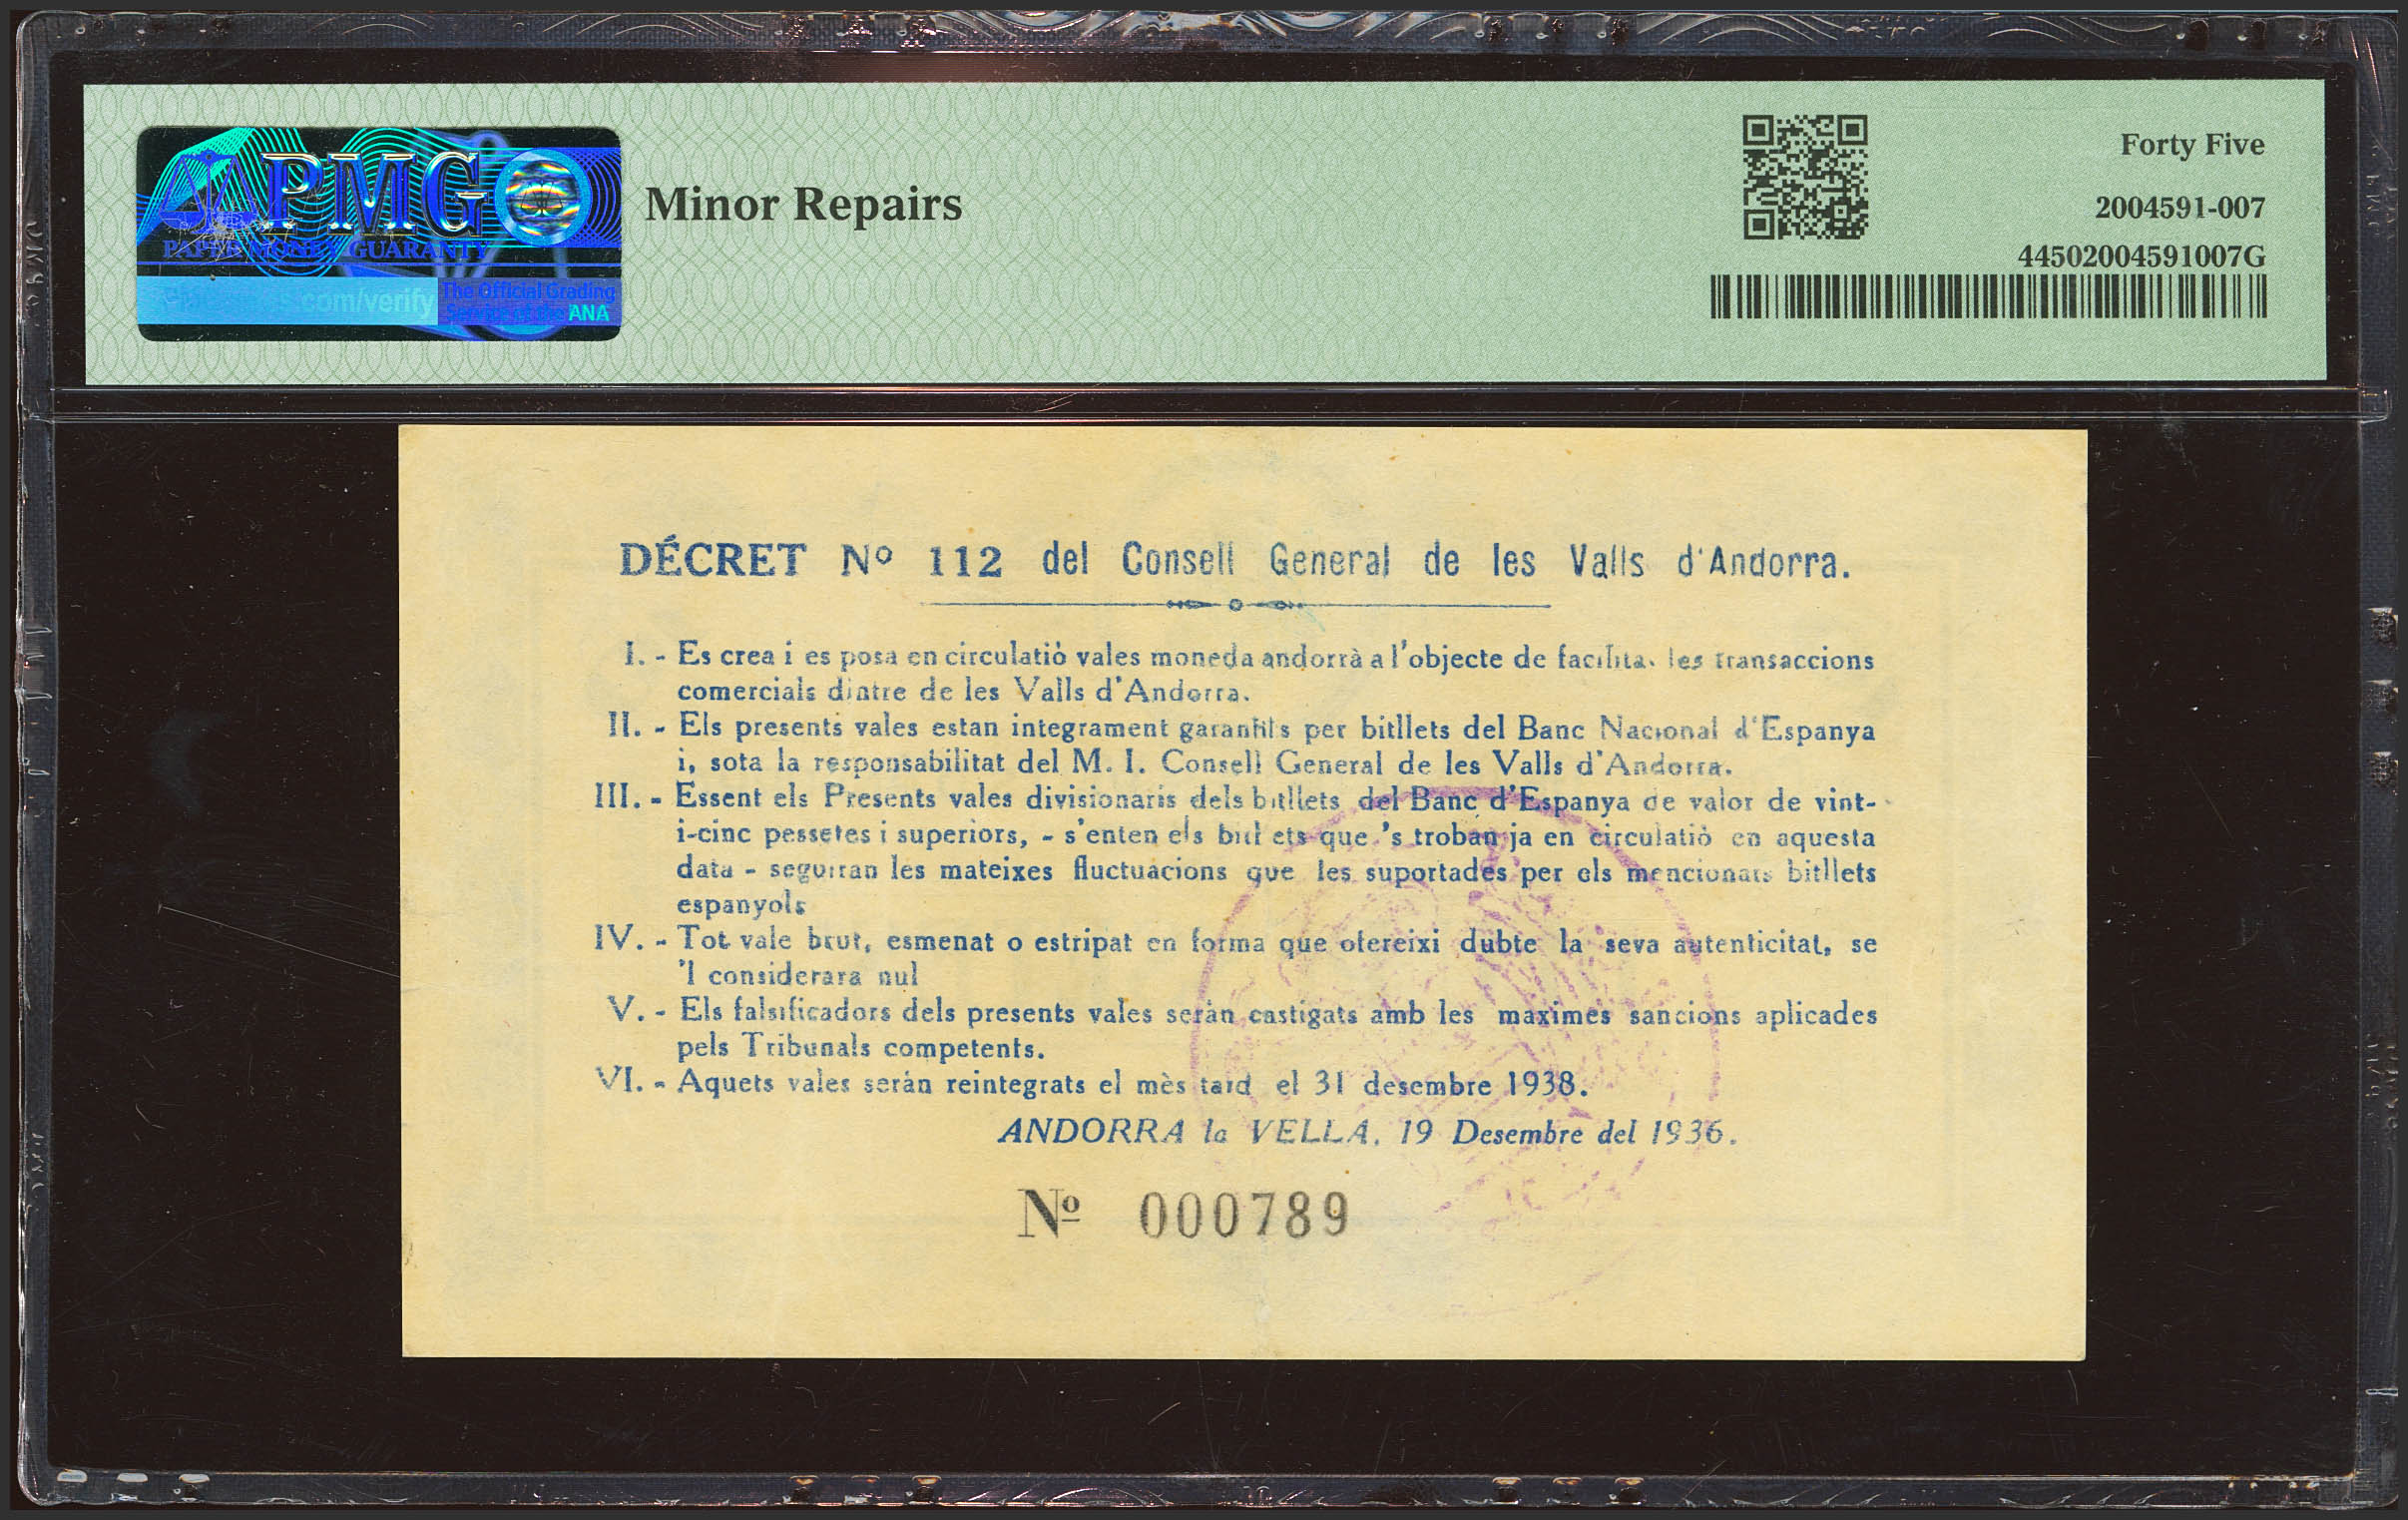 PMG
PAPER MONEY GUARANTY
.com/verify
The Official Grading
Service of the ANA
Minor Repairs
Forty Five
2004591-007
44502004591007G
DÉCRET Nº 112 del Consell General de les Valls d'Andorra.
I. - Es crea i es posa en circulatiò vales moneda andorrà a l'objecte de facilita. les transaccions
comercials dintre de les Valls d'Andorra.
II. - Els presents vales estan integrament garantits per bitllets del Banc Nacional d'Espanya
i, sota la responsabilitat del M. I. Consell General de les Valls d'Andorra.
III. - Essent els Presents vales divisionaris dels bitllets del Banc d'Espanya de valor de vint-
i-cinc pessetes i superiors, - s'enten els bitl ets que 's troban ja en circulatiò en aquesta
data - seguirran les mateixes fluctuacions que les suportades per els mencionats bitllets
espanyols
IV. - Tot vale brut, esmenat o estripat en forma que ofereixi dubte la seva autenticitat, se
'l considerara nul
V. - Els falsificadors dels presents vales seràn castigats amb les maximes sancions aplicades
pels Tribunals competents.
VI. - Aquets vales seràn reintegrats el mès tard el 31 desembre 1938.
ANDORRA la VELLA, 19 Desembre del 1936.
Nº 000789